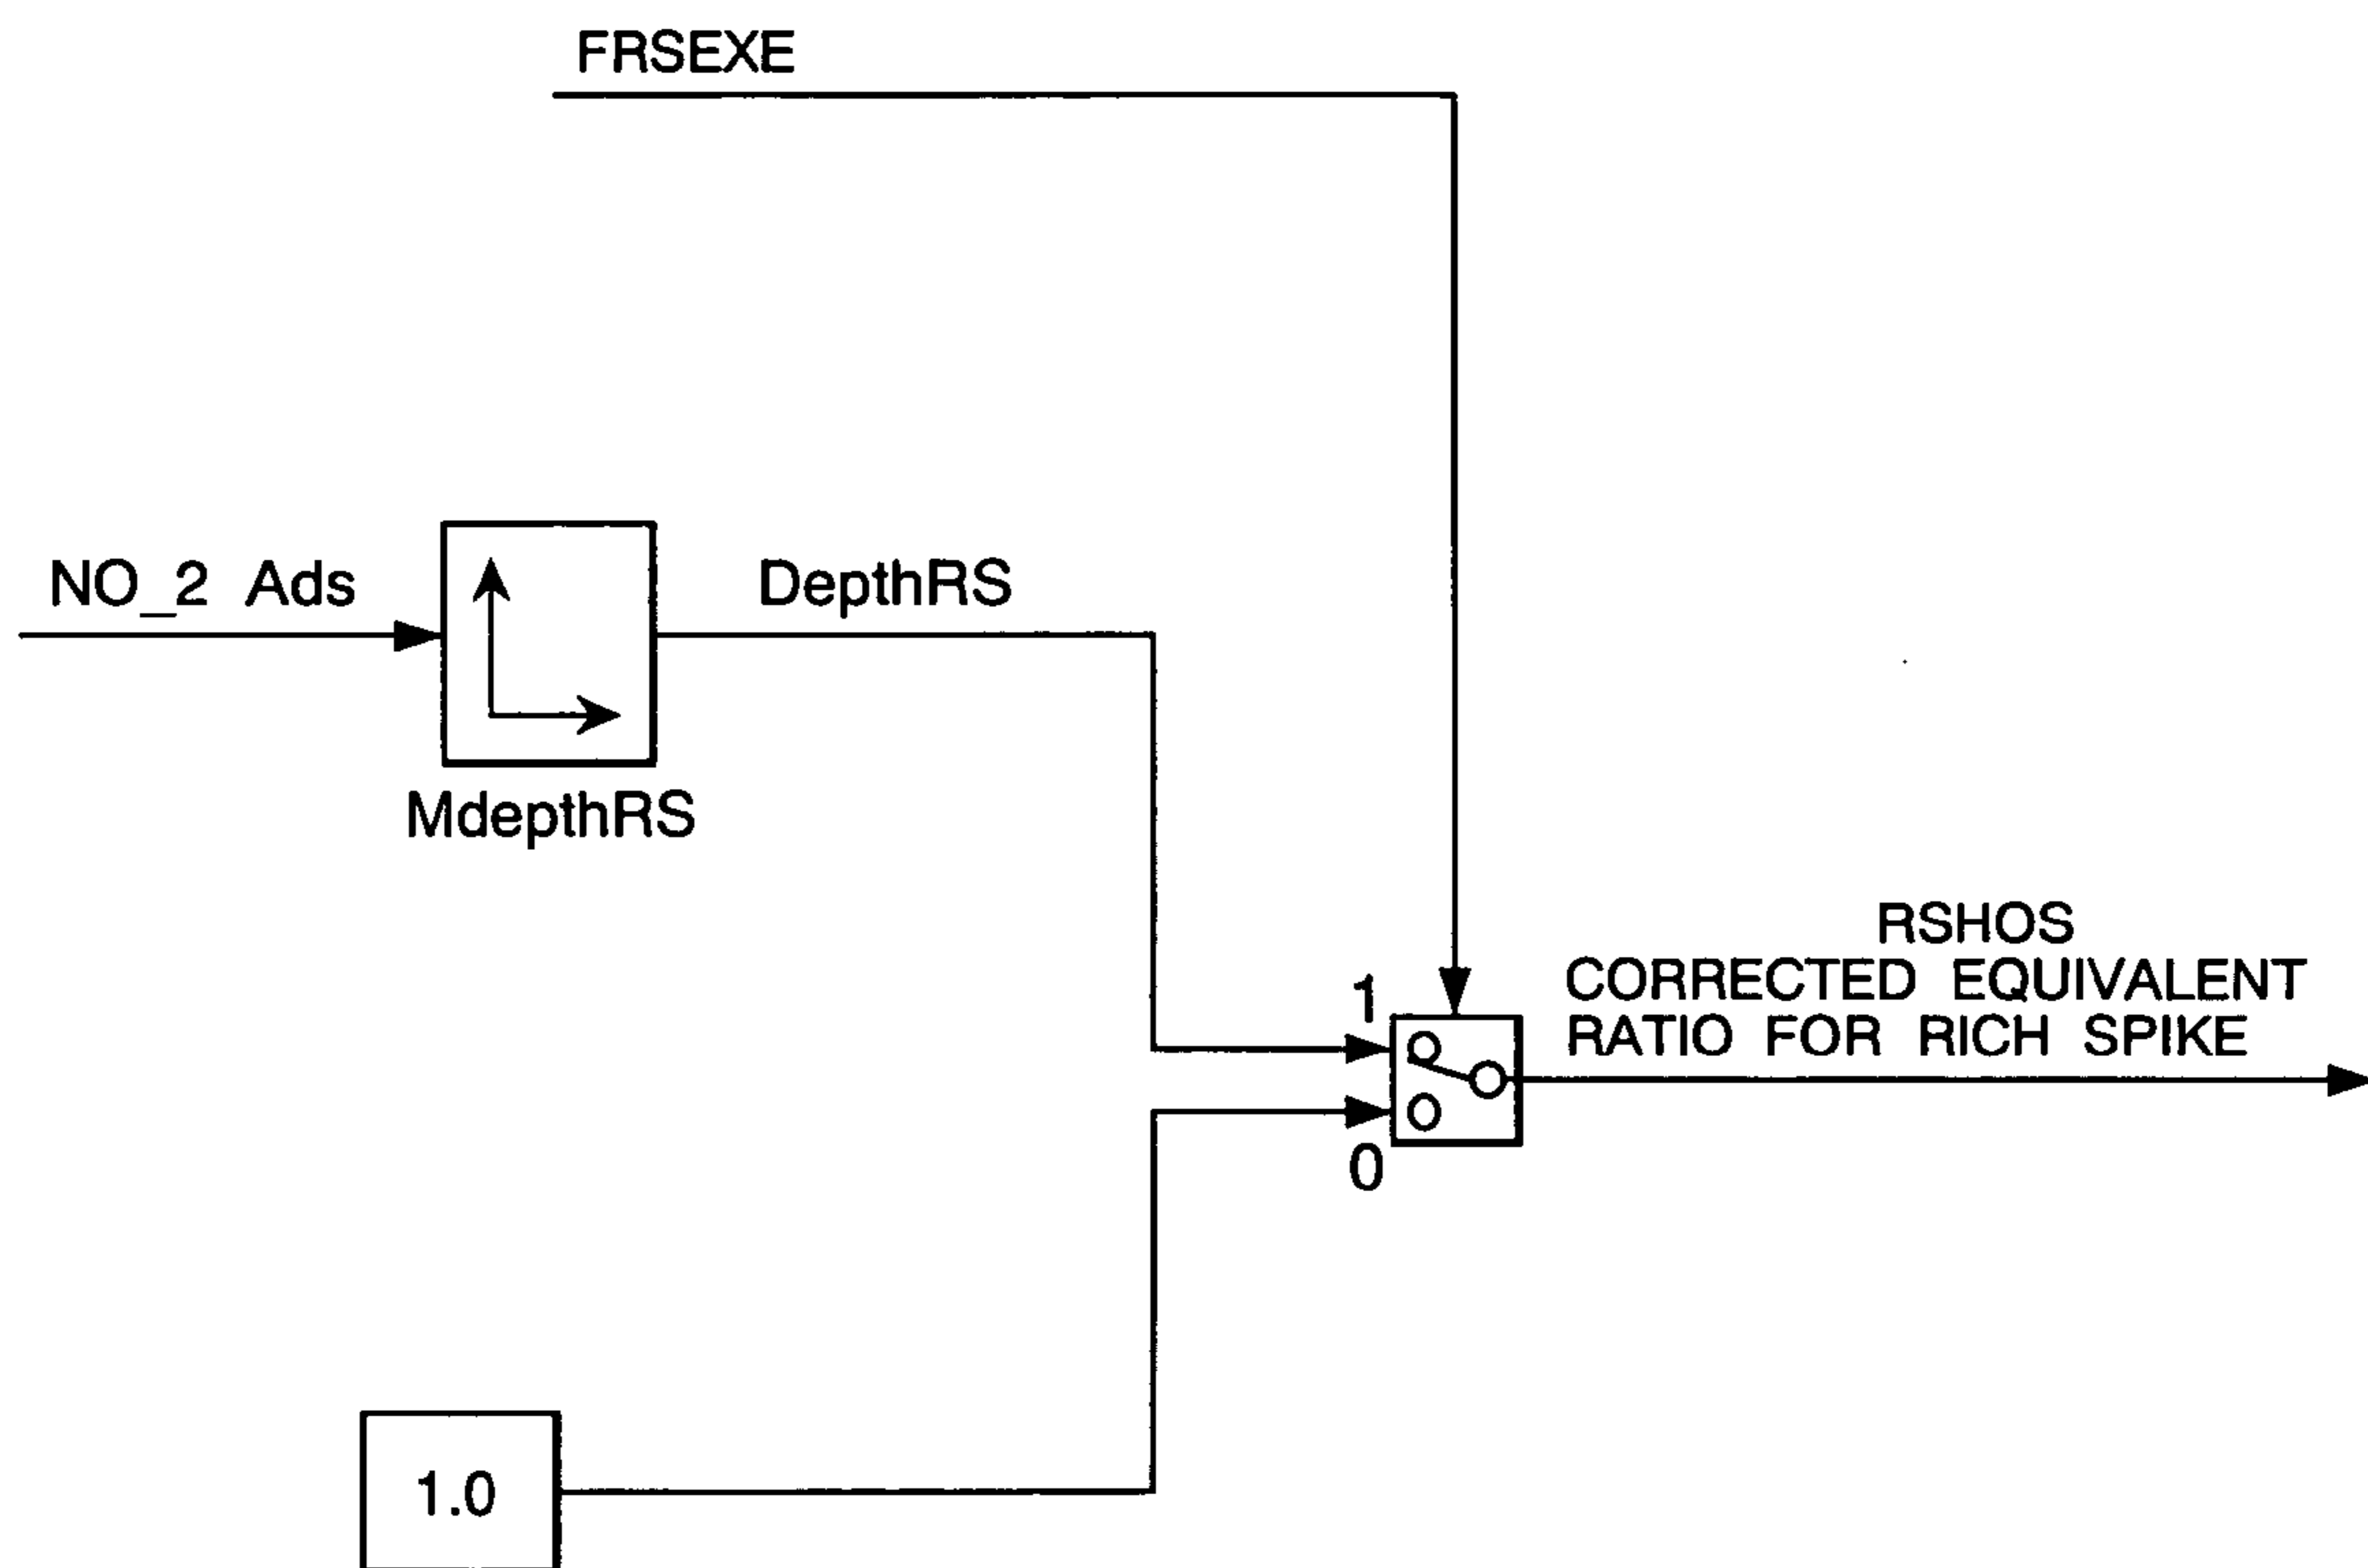 FRSEXE
NO_2 Ads
DepthRS
MdepthRS
RSHOS
CORRECTED EQUIVALENT
RATIO FOR RICH SPIKE
1
0
1.0